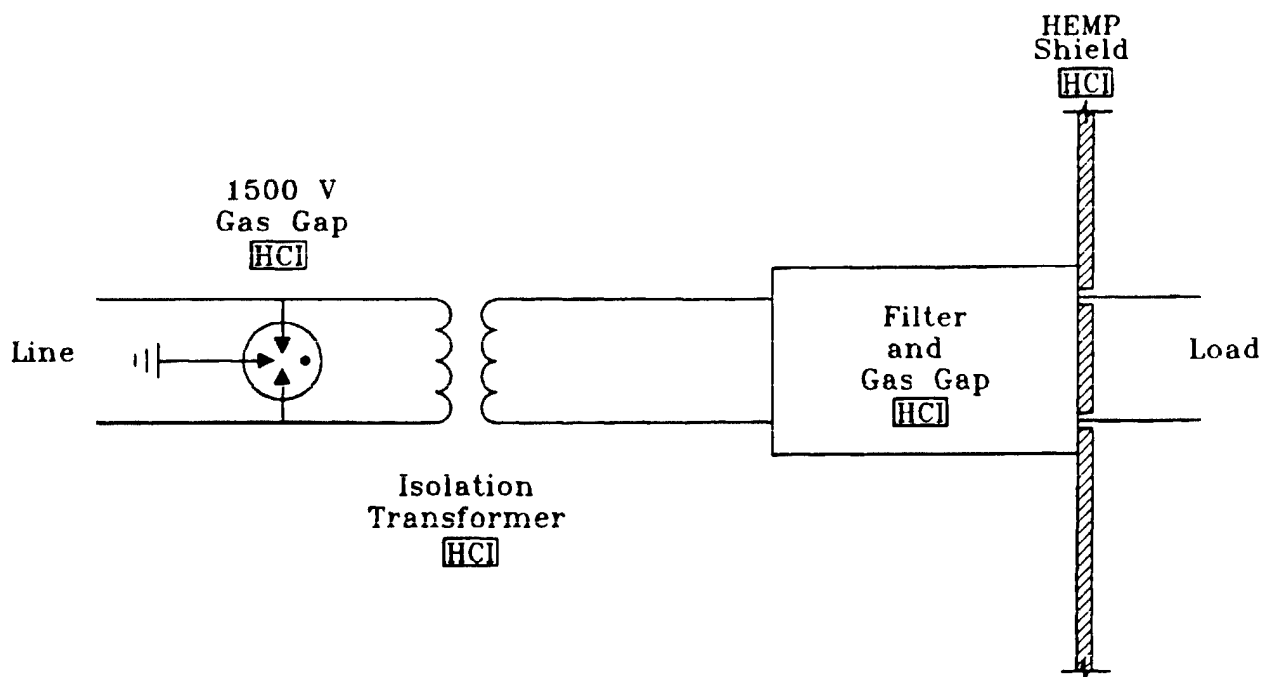 HEMP
Shield
HCI
1500 V
Gas Gap
HCI
Line
Filter
and
Gas Gap
HCI
Load
Isolation
Transformer
HCI